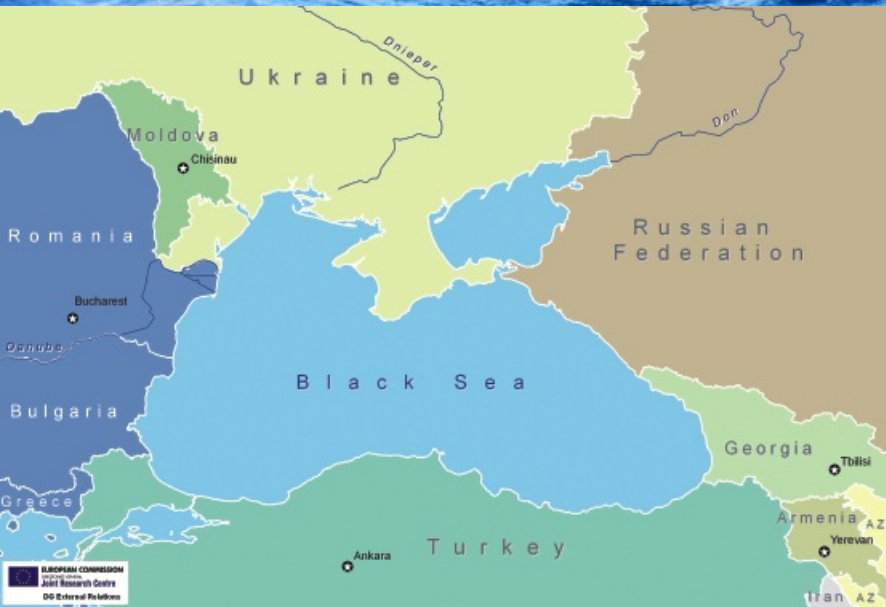 Dnieper
Ukraine
Don
Moldova
Chisinau
Russian
Federation
Romania
Bucharest
Danube
Black Sea
Bulgaria
Georgia
Tbilisi
Greece
Armenia
AZ
Yerevan
Turkey
Ankara
EUROPEAN COMMISSION
Joint Research Centre
DG External Relations
Iran
AZ